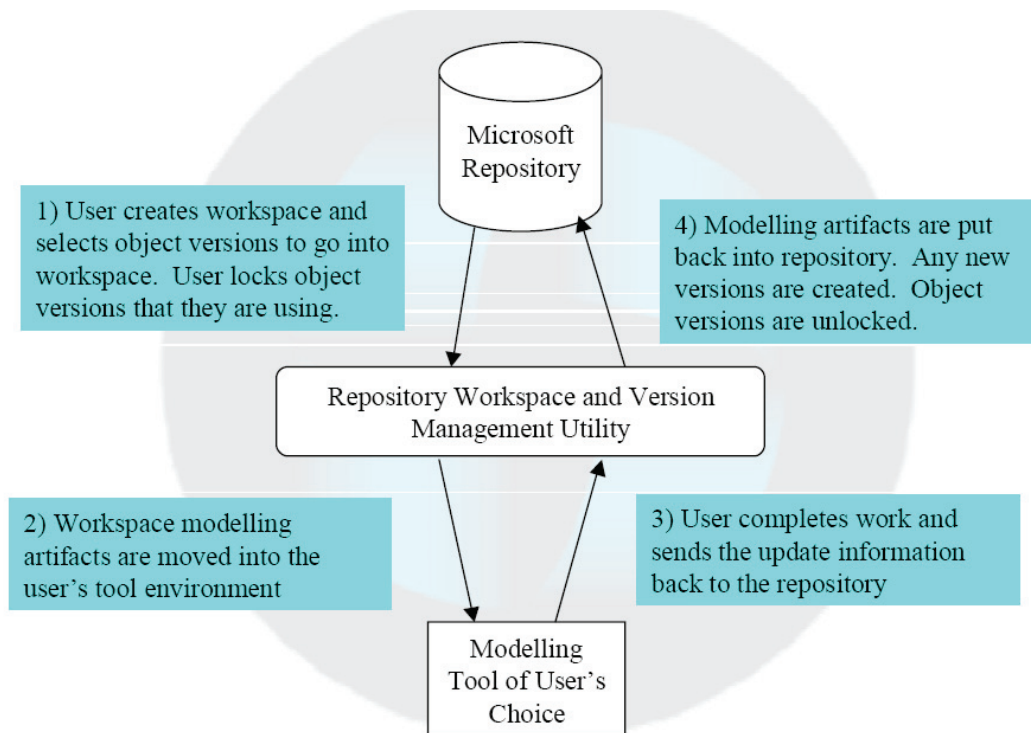 Microsoft
Repository
1) User creates workspace and
selects object versions to go into
workspace.  User locks object
versions that they are using.
4) Modelling artifacts are put
back into repository.  Any new
versions are created.  Object
versions are unlocked.
Repository Workspace and Version
Management Utility
2) Workspace modelling
artifacts are moved into the
user’s tool environment
3) User completes work and
sends the update information
back to the repository
Modelling
Tool of User’s
Choice